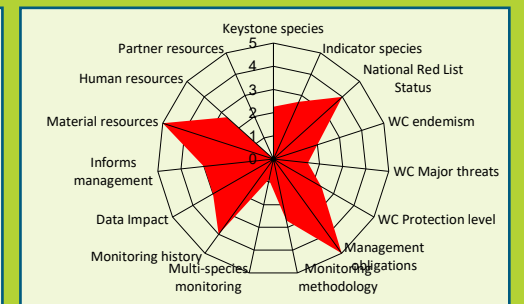 Keystone species
Partner resources
Indicator species
Human resources
National Red List
Status
Material resources
WC endemism
Informs
management
WC Major threats
Data Impact
WC Protection level
Monitoring history
Management
obligations
Multi-species
monitoring
Monitoring
methodology
5
4
3
2
1
0